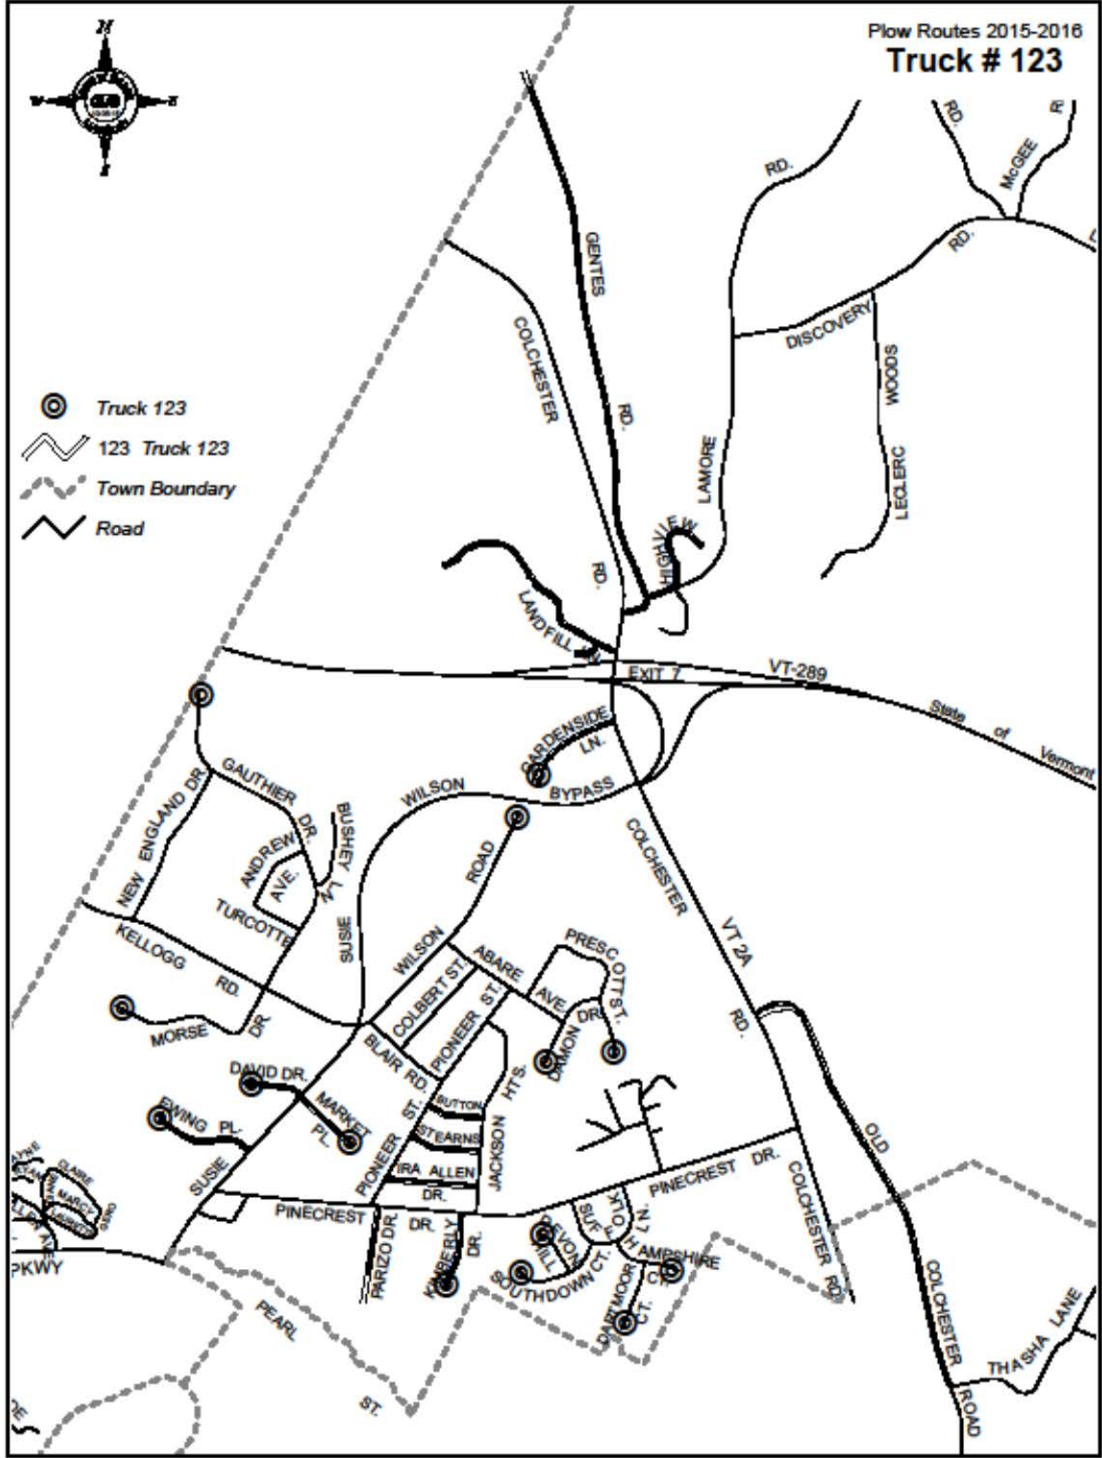 Plow Routes 2015-2016
Truck # 123
N
W
E
S
RD.
McGEE
RD.
RD.
GENTES
COLCHESTER
DISCOVERY
WOODS
RD.
LAMORE
LECLERC
Truck 123
123 Truck 123
Town Boundary
Road
HIGHVIEW
RD.
LANDFILL LN.
EXIT 7
VT-289
State of Vermont
GARDENSIDE
LN.
WILSON
BYPASS
GAUTHIER
DR.
NEW ENGLAND DR.
BUSHEY LN
ANDREW
AVE.
TURCOTTE
ROAD
COLCHESTER
SUSIE
KELLOGG
RD.
WILSON
VT 2A
RD.
PRESCOTT ST.
ABARE
AVE.
COLBERT ST.
PIONEER ST.
DAMON
DR.
MORSE
DR.
BLAIR RD.
HTS.
DAVID DR.
MARKET
PL.
EWING PL.
SUTTON
STEARNS
PIONEER
ST.
JACKSON
IRA ALLEN
DR.
OLD
SUSIE
CLAIRE
MARCY
PINECREST DR.
PINECREST DR.
COLCHESTER RD.
SUFFOLK
LN.
PARIZO DR.
KIMBERLY
DR.
DEVON
HILL
SOUTHDOWN CT.
HAMPSHIRE
CT.
DARTMOOR
CT.
PKWY
PEARL
ST.
COLCHESTER
ROAD
THASHA LANE